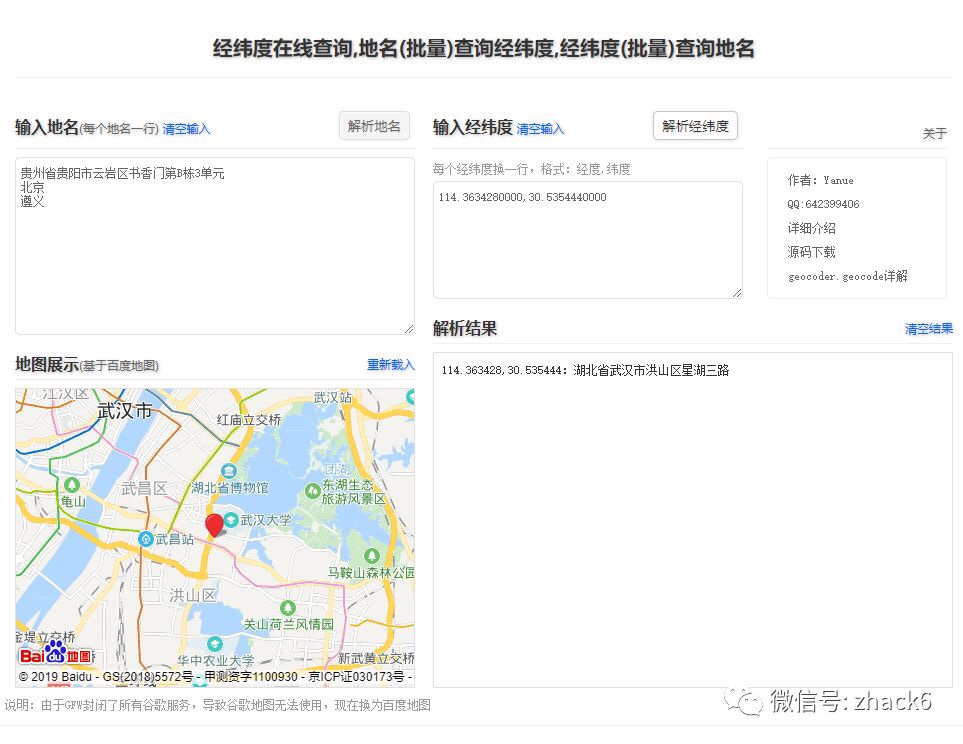 经纬度在线查询,地名(批量)查询经纬度,经纬度(批量)查询地名
输入地名(每个地名一行) 清空输入
解析地名
贵州省贵阳市云岩区书香门第B栋3单元
北京
遵义
输入经纬度 清空输入
解析经纬度
每个经纬度换一行，格式：经度,纬度
114.3634280000,30.5354440000
关于
作者：Yanue
QQ:642399406
详细介绍
源码下载
geocoder.geocode详解
地图展示(基于百度地图)
重新载入
江汉区
武汉市
武汉站
红庙立交桥
团湖
武昌区
湖北省博物馆
东湖生态
旅游风景区
龟山
武汉大学
武昌站
马鞍山森林公园
洪山区
关山荷兰风情园
金堤立交桥
华中农业大学
新武黄立交桥
Bai du 地图
© 2019 Baidu - GS(2018)5572号 - 甲测资字1100930 - 京ICP证030173号 -
解析结果
清空结果
114.363428,30.535444：湖北省武汉市洪山区星湖三路
说明：由于GFW封闭了所有谷歌服务，导致谷歌地图无法使用，现在换为百度地图
微信号: zhack6